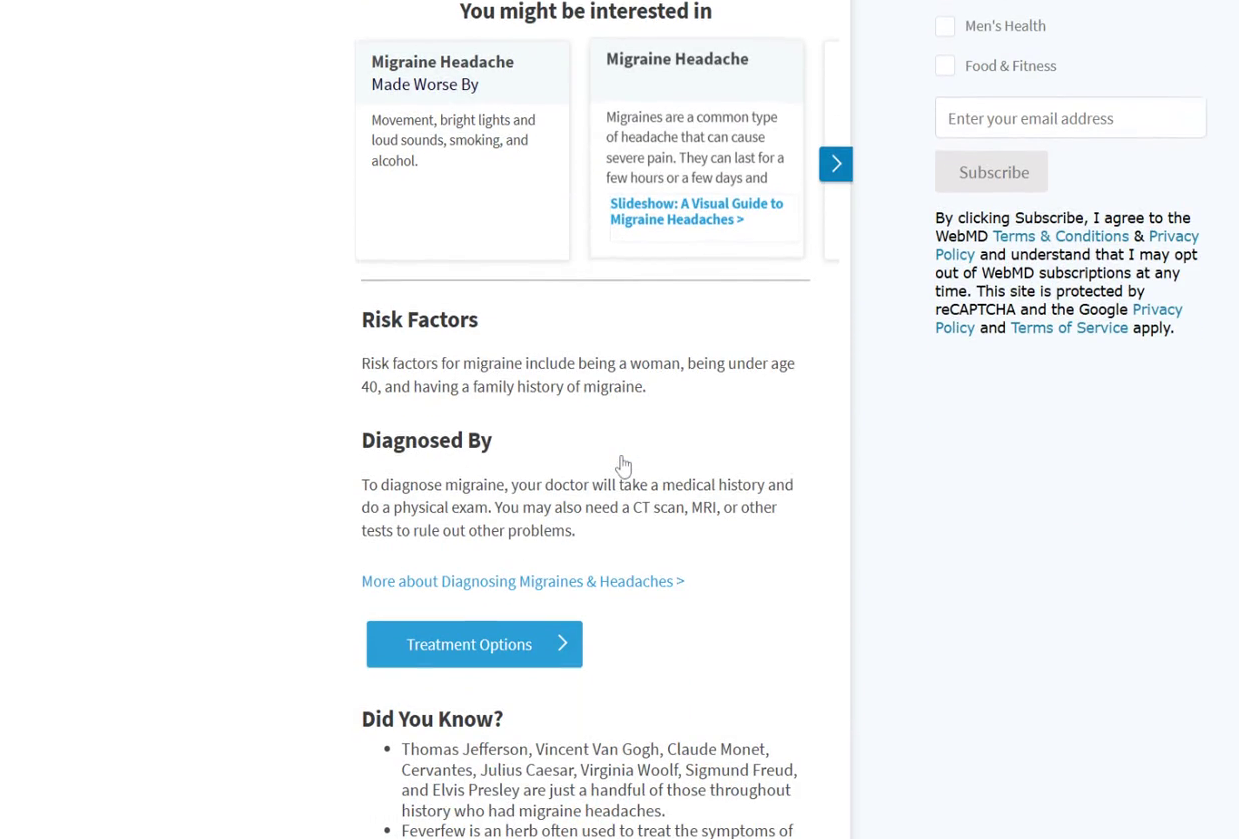 You might be interested in
Migraine Headache
Made Worse By
Movement, bright lights and
loud sounds, smoking, and
alcohol.
Migraine Headache
Migraines are a common type
of headache that can cause
severe pain. They can last for a
few hours or a few days and
Slideshow: A Visual Guide to
Migraine Headaches >
Risk Factors
Risk factors for migraine include being a woman, being under age
40, and having a family history of migraine.
Diagnosed By
To diagnose migraine, your doctor will take a medical history and
do a physical exam. You may also need a CT scan, MRI, or other
tests to rule out other problems.
More about Diagnosing Migraines & Headaches >
Treatment Options
Did You Know?
• Thomas Jefferson, Vincent Van Gogh, Claude Monet,
Cervantes, Julius Caesar, Virginia Woolf, Sigmund Freud,
and Elvis Presley are just a handful of those throughout
history who had migraine headaches.
• Feverfew is an herb often used to treat the symptoms of
Men's Health
Food & Fitness
Enter your email address
Subscribe
By clicking Subscribe, I agree to the
WebMD Terms & Conditions & Privacy
Policy and understand that I may opt
out of WebMD subscriptions at any
time. This site is protected by
reCAPTCHA and the Google Privacy
Policy and Terms of Service apply.